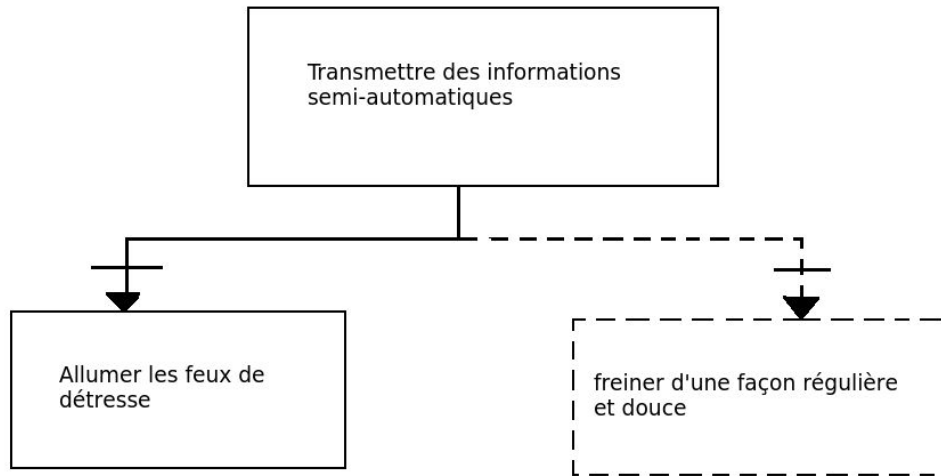 Transmettre des informations
semi-automatiques
Allumer les feux de
détresse
freiner d'une façon régulière
et douce